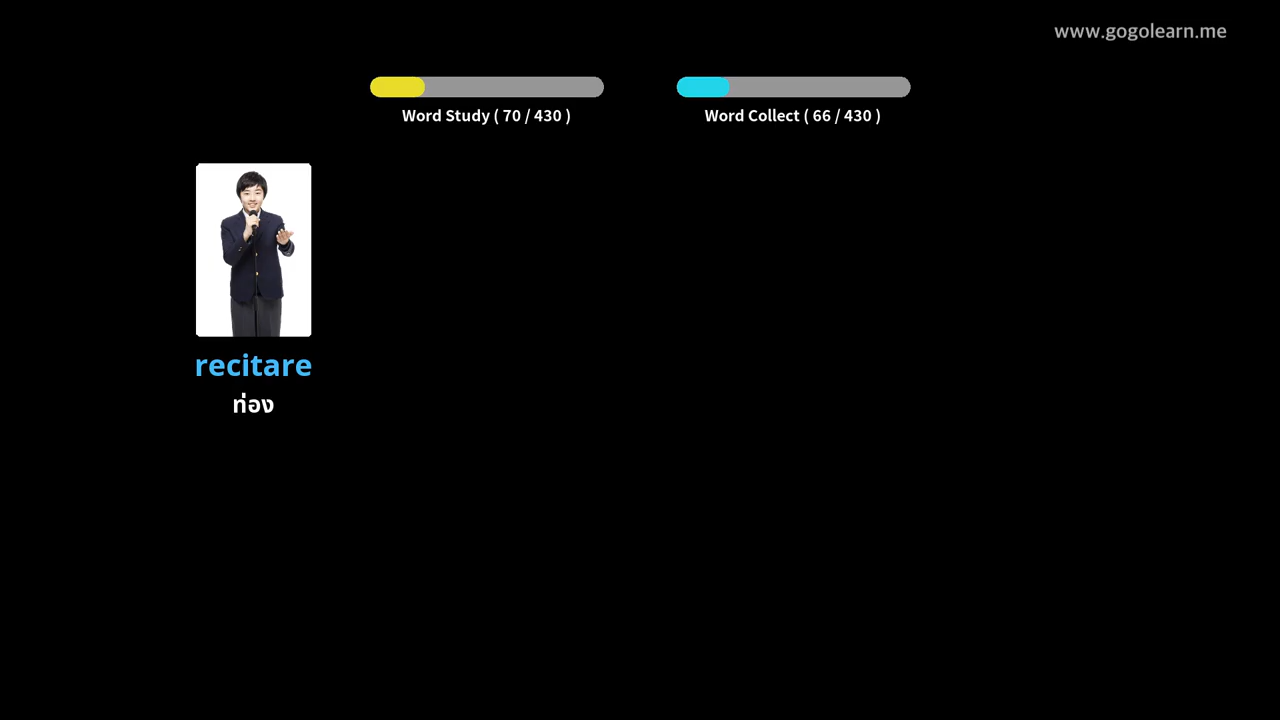 www.gogolearn.me
Word Study ( 70 / 430 )
Word Collect ( 66 / 430 )
recitare
ท่อง